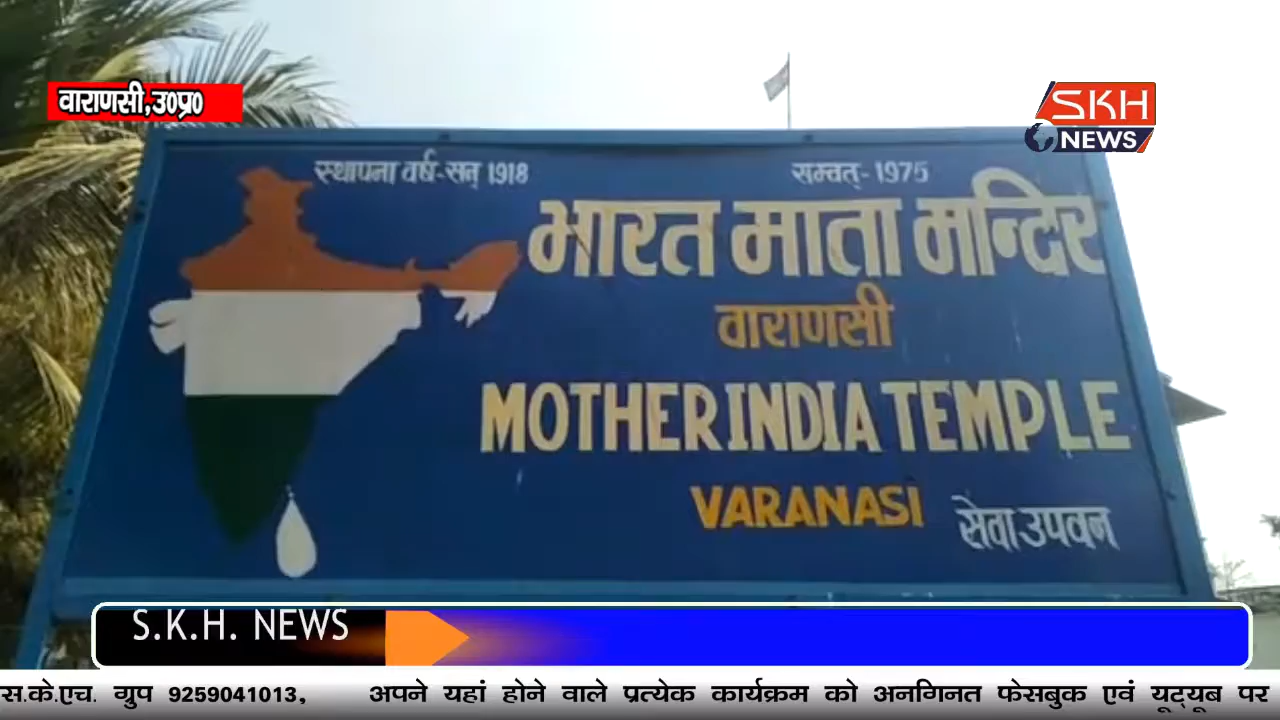 वाराणसी,उ0प्र0
SKH
NEWS
स्थापना वर्ष-सन् 1918
सम्वत्-1975
भारत माता मन्दिर
वाराणसी
MOTHER INDIA TEMPLE
VARANASI
सेवा उपवन
S.K.H. NEWS
स.के.एच. ग्रुप 9259041013, अपने यहां होने वाले प्रत्येक कार्यक्रम को अनगिनत फेसबुक एवं यूट्यूब पर